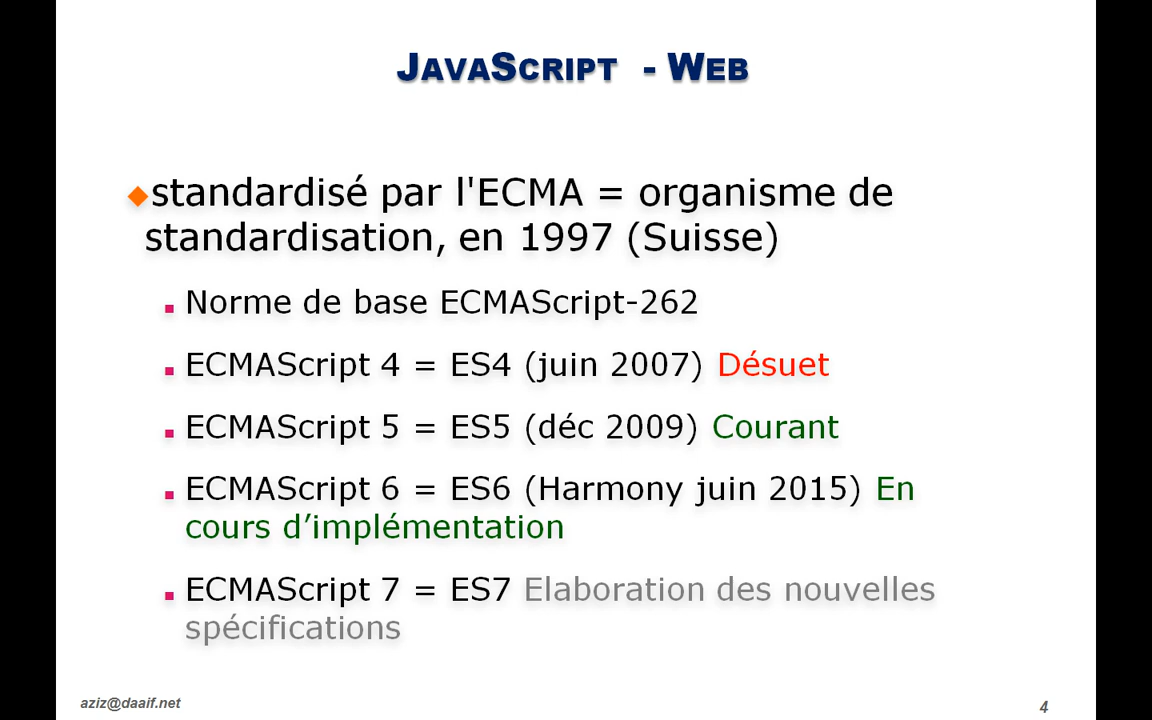 JAVASCRIPT - WEB
standardisé par l'ECMA = organisme de
standardisation, en 1997 (Suisse)
Norme de base ECMAScript-262
ECMAScript 4 = ES4 (juin 2007) Désuet
ECMAScript 5 = ES5 (déc 2009) Courant
ECMAScript 6 = ES6 (Harmony juin 2015) En
cours d’implémentation
ECMAScript 7 = ES7 Elaboration des nouvelles
spécifications
aziz@daaif.net
4